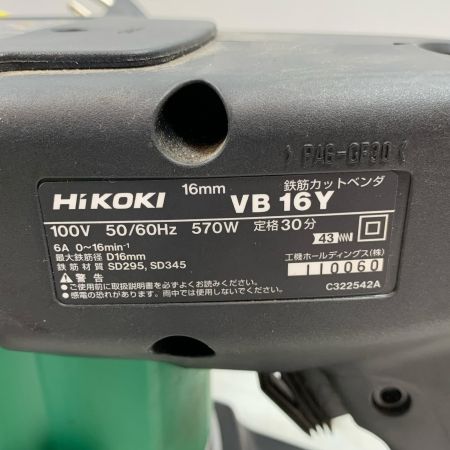 >PA6-GF30<
16mm 鉄筋カットベンダ
HiKOKI VB 16Y
100V 50/60Hz 570W 定格30分
6A 0~16min⁻¹ 43
最大鉄筋径 D16mm
鉄筋材質 SD295, SD345 工機ホールディングス(株)
⚠警告 110060
●ご使用前に取扱説明書を必ずよくお読みください。
●感電の恐れがあります。雨中では使用しないでください。 C322542A